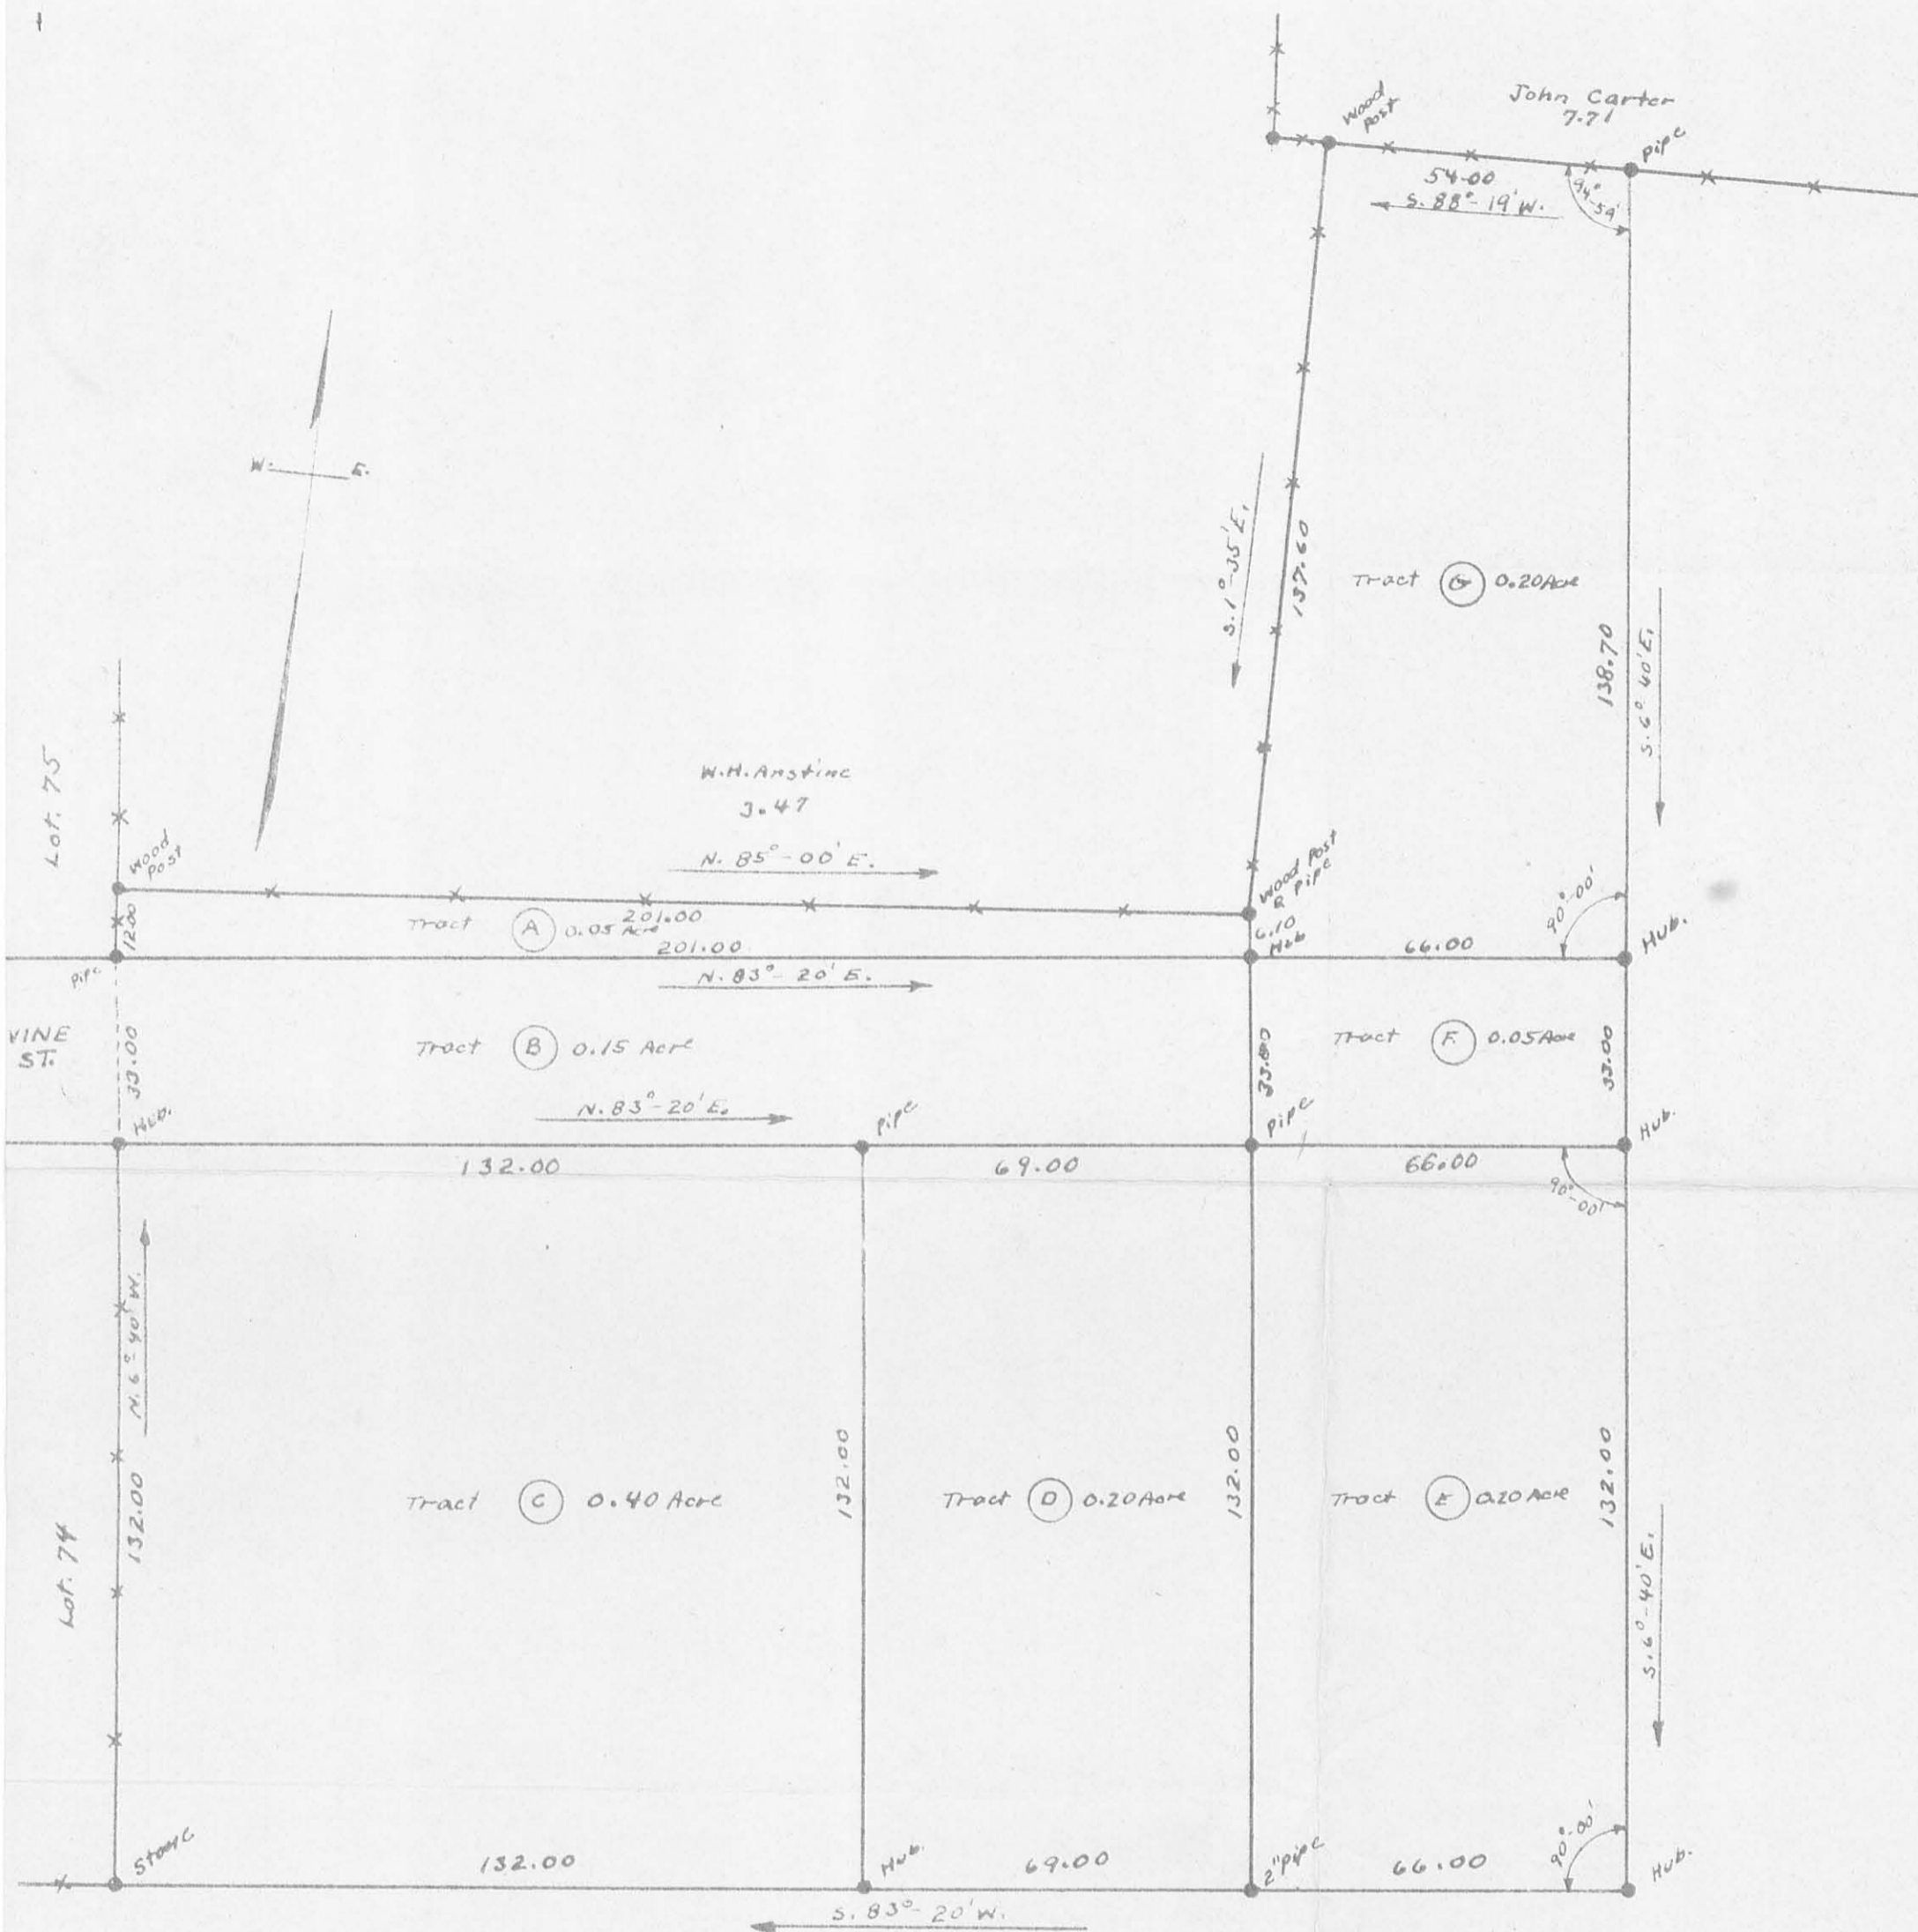 John Carter
7.71
Wood
Post
pipe
54.00
S. 88°-19' W.
94°-59'
W.
E.
S. 1°-35' E.
137.60
Tract G 0.20 Acre
138.70
S. 6° 40' E.
Lot. 75
W.H. Anstine
3.47
N. 85°-00' E.
Wood
Post
Wood Post
& Pipe
90°-00'
12.00
Tract A 0.05 Acre
201.00
201.00
6.10
Hub
66.00
Hub.
Pipe
N. 83°-20' E.
VINE
ST.
33.00
Tract B 0.15 Acre
33.00
Tract F. 0.05 Acre
33.00
Hub.
N. 83°-20' E.
Pipe
Pipe
Hub.
132.00
69.00
66.00
90°-00'
N. 6°-40' W.
132.00
Lot. 74
Tract C 0.40 Acre
132.00
Tract D 0.20 Acre
132.00
Tract E 0.20 Acre
132.00
S. 6°-40' E.
Stone
132.00
Hub.
69.00
2" pipe
66.00
90°-00'
Hub.
S. 83°-20' W.